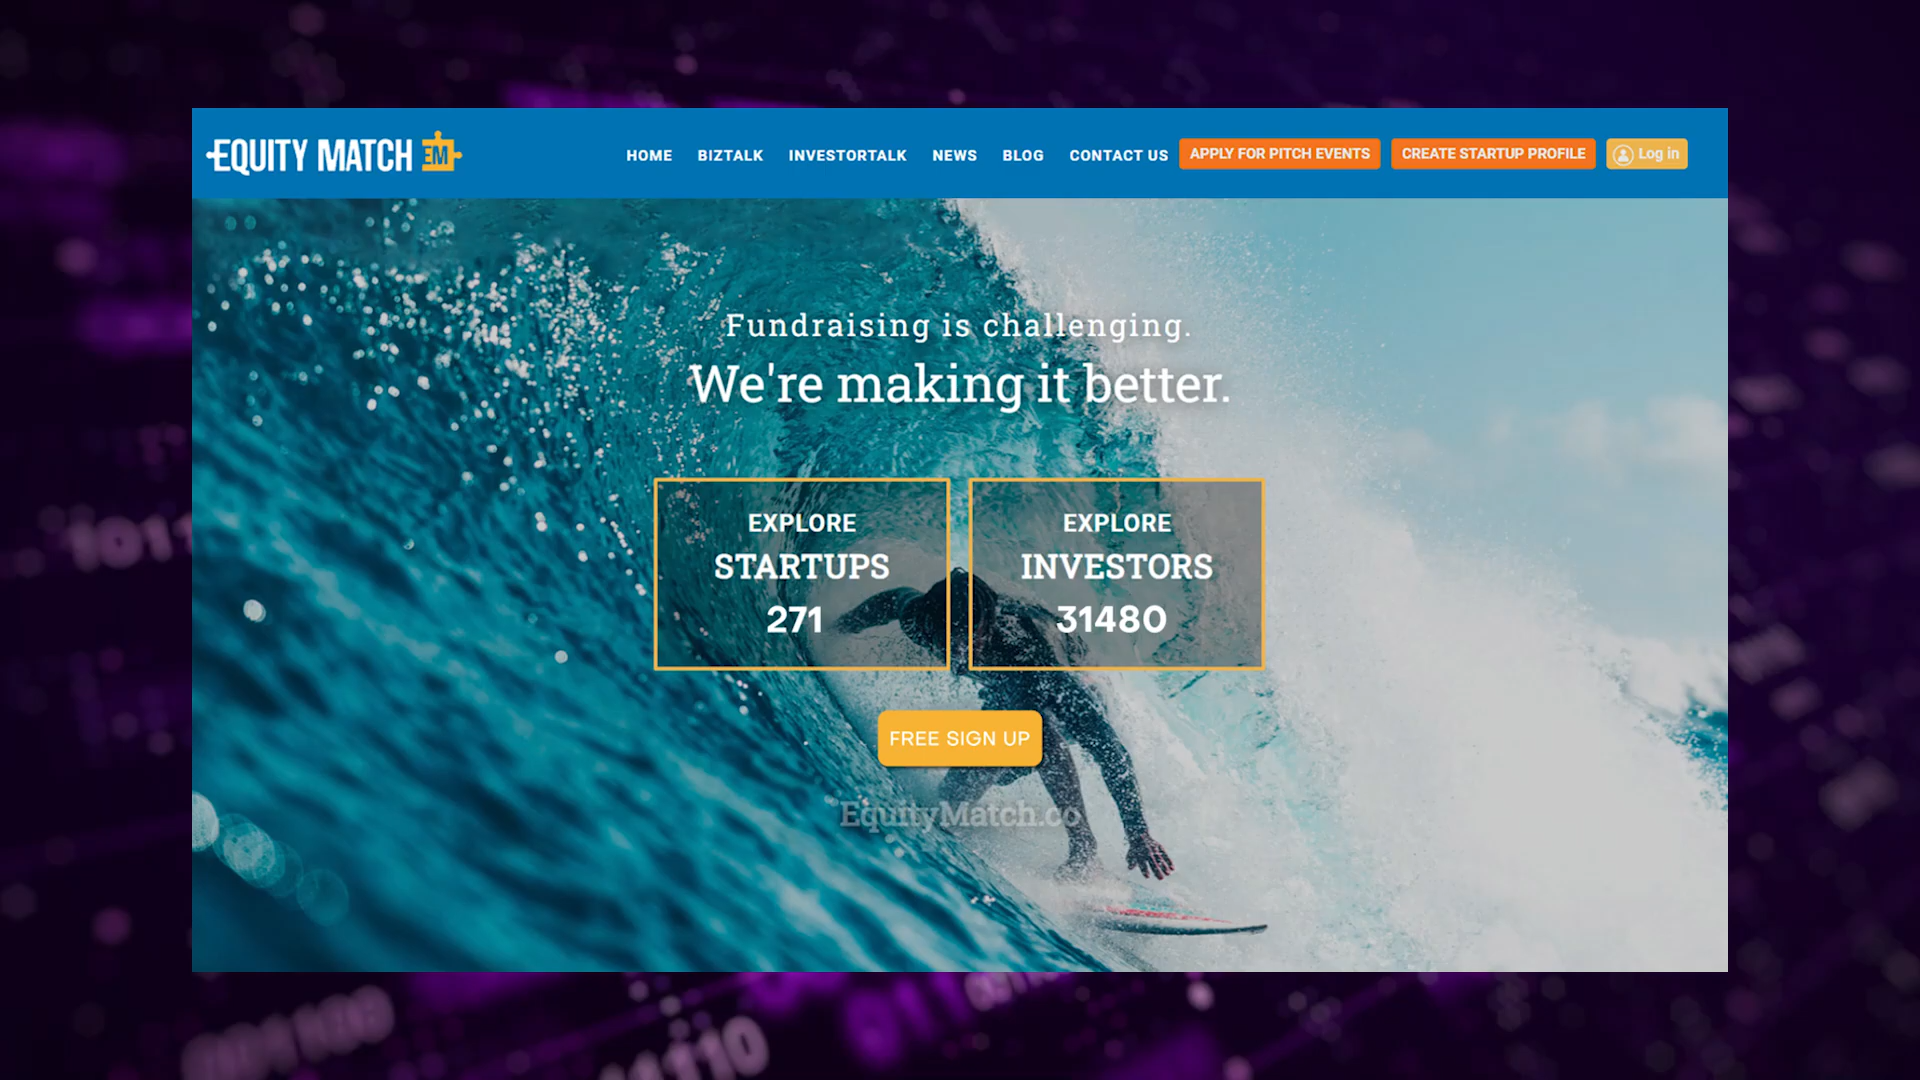 EQUITY MATCH EM
HOME BIZTALK INVESTORTALK NEWS BLOG CONTACT US APPLY FOR PITCH EVENTS CREATE STARTUP PROFILE Log in
Fundraising is challenging.
We're making it better.
EXPLORE
STARTUPS
271
EXPLORE
INVESTORS
31480
FREE SIGN UP
EquityMatch.co